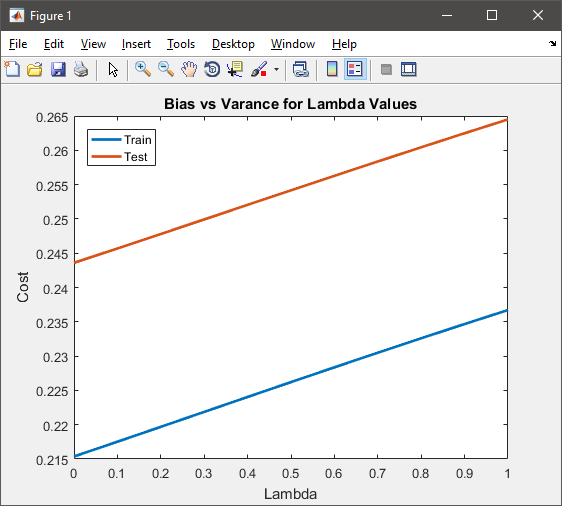 Figure 1
File Edit View Insert Tools Desktop Window Help
Bias vs Varance for Lambda Values
0.265
0.26
0.255
0.25
0.245
0.24
0.235
0.23
0.225
0.22
0.215
Train
Test
Cost
0 0.1 0.2 0.3 0.4 0.5 0.6 0.7 0.8 0.9 1
Lambda